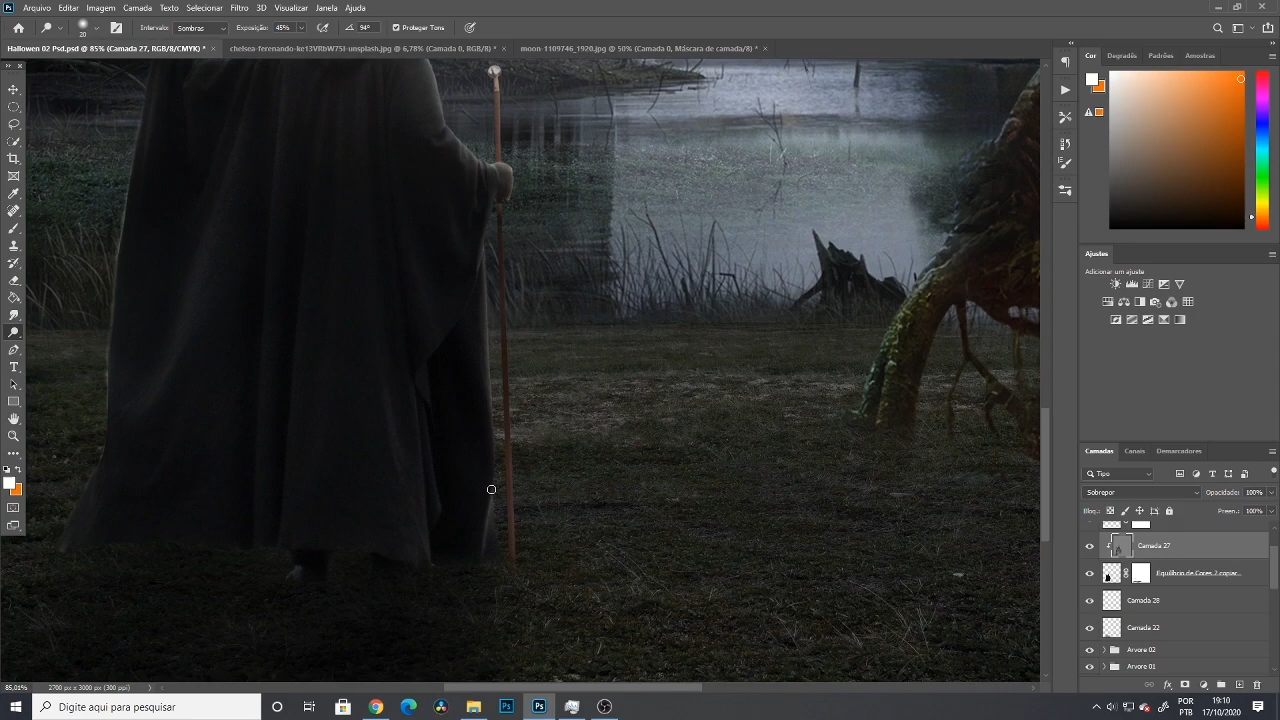 Arquivo Editar Imagem Camada Texto Selecionar Filtro 3D Visualizar Janela Ajuda
20 Intervalo: Sombras Exposição: 45% 94° Proteger Tons
Hallowen 02 Psd.psd @ 85% (Camada 27, RGB/8/CMYK) * × chelsea-ferenando-ke13VRbW75I-unsplash.jpg @ 6,78% (Camada 0, RGB/8) * × moon-1109746_1920.jpg @ 50% (Camada 0, Máscara de camada/8) * ×
Cor Degradês Padrões Amostras
Ajustes
Adicionar um ajuste
Camadas Canais Demarcadores
Tipo
Sobrepor Opacidade: 100%
Bloq.: Preen.: 100%
Camada 27
Equilíbrio de Cores 2 copiar...
Camada 28
Camada 22
Arvore 02
Arvore 01
85,01% 2700 px x 3000 px (300 ppi)
Digite aqui para pesquisar
POR
PTB
19:10
17/10/2020